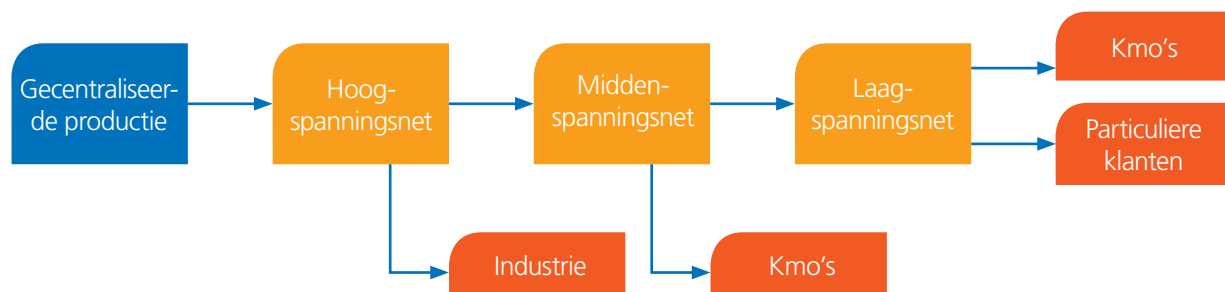 Gecentraliseer-
de productie
Hoog-
spanningsnet
Midden-
spanningsnet
Laag-
spanningsnet
Kmo's
Particuliere
klanten
Industrie
Kmo's